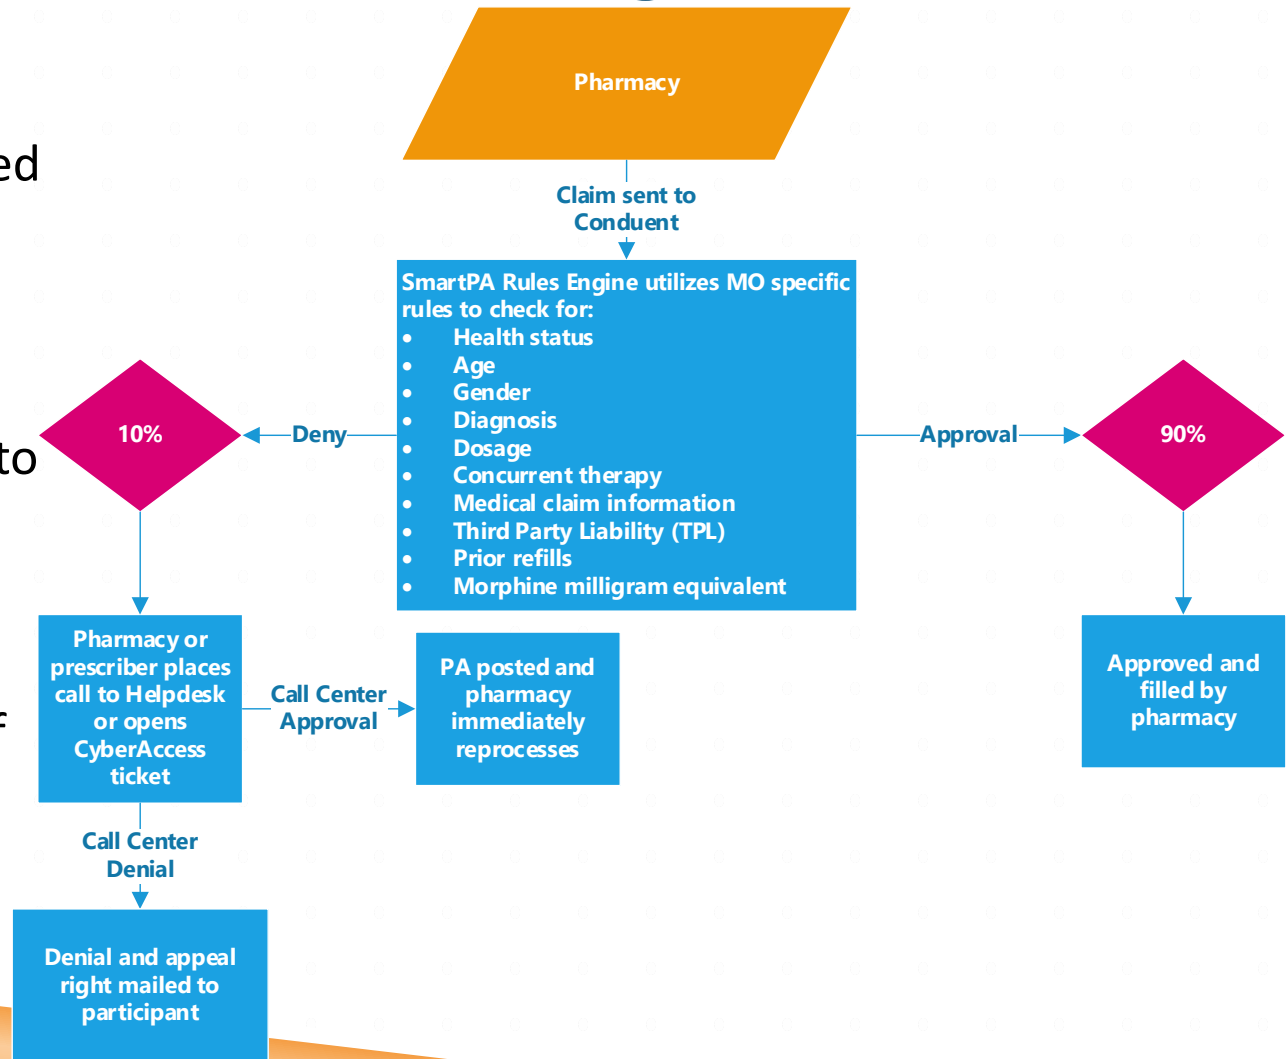 Pharmacy
ed
Claim sent to
Conduent
SmartPA Rules Engine utilizes MO specific
rules to check for:
• Health status
• Age
• Gender
• Diagnosis
• Dosage
• Concurrent therapy
• Medical claim information
• Third Party Liability (TPL)
• Prior refills
• Morphine milligram equivalent
10%
Deny
Approval
90%
to
Pharmacy or
prescriber places
call to Helpdesk
or opens
CyberAccess
ticket
Call Center
Approval
PA posted and
pharmacy
immediately
reprocesses
Approved and
filled by
pharmacy
Call Center
Denial
Denial and appeal
right mailed to
participant